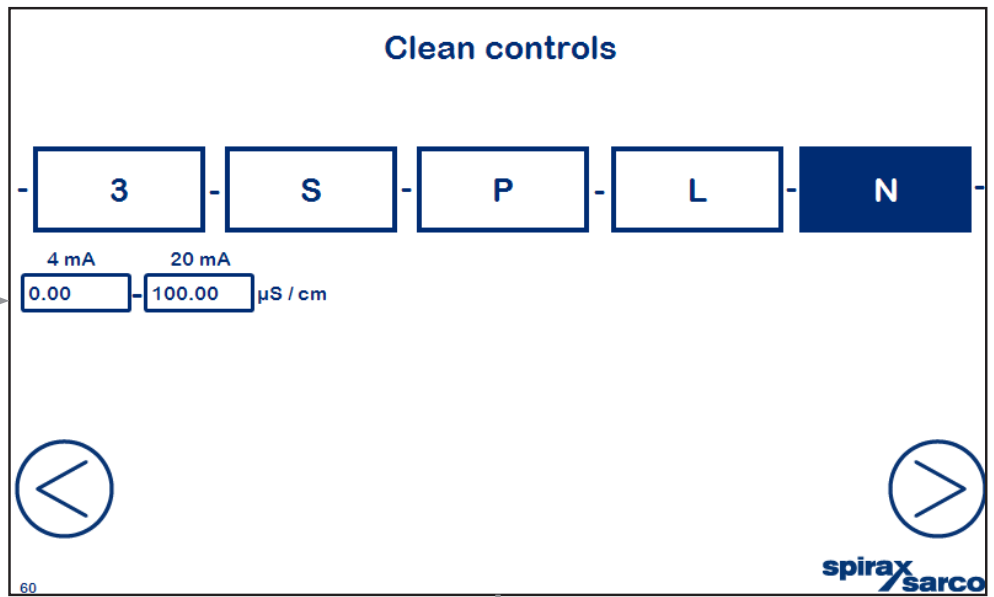 Clean controls
- 3 - S - P - L - N -
4 mA 20 mA
0.00 - 100.00 µS / cm
< >
60
spirax
sarco